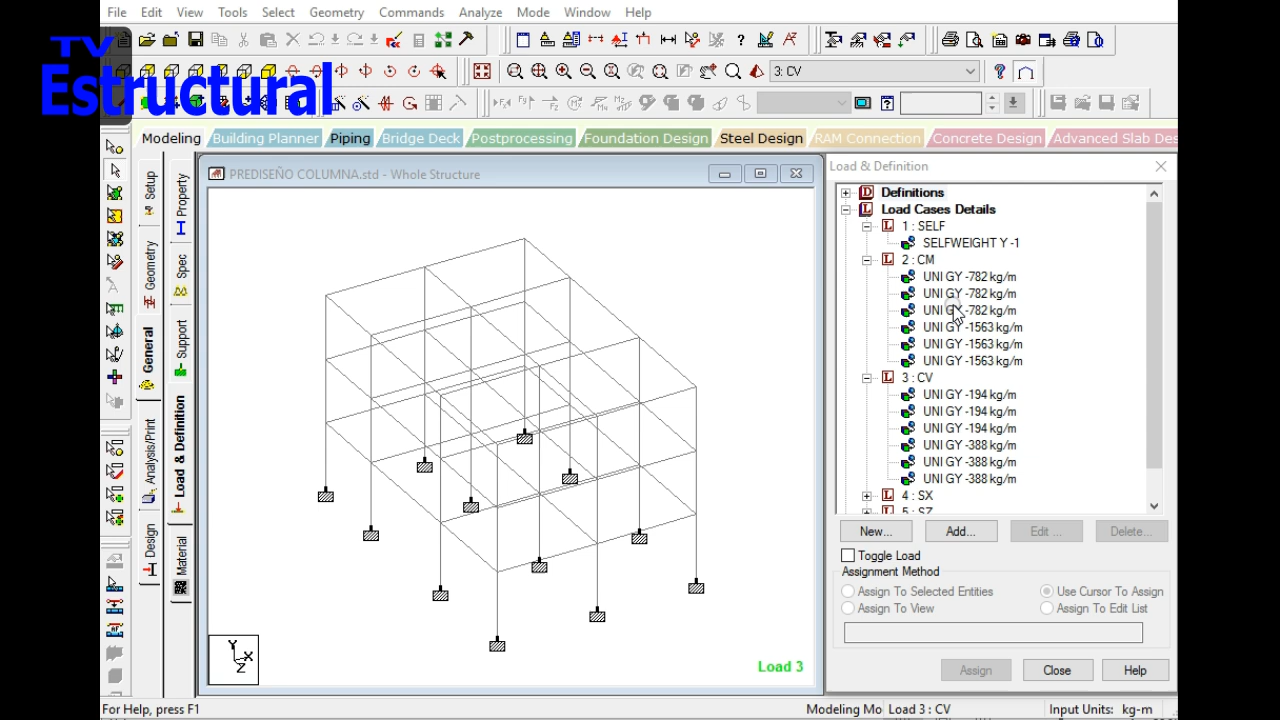 File Edit View Tools Select Geometry Commands Analyze Mode Window Help
TV
Estructural
3: CV
Modeling Building Planner Piping Bridge Deck Postprocessing Foundation Design Steel Design RAM Connection Concrete Design Advanced Slab Des
Setup
Geometry
General
Analysis/Print
Design
Property
Spec
Support
Load & Definition
Material
PREDISEÑO COLUMNA.std - Whole Structure
Y
X
Z
Load 3
Load & Definition
Definitions
Load Cases Details
1 : SELF
SELFWEIGHT Y -1
2 : CM
UNI GY -782 kg/m
UNI GY -782 kg/m
UNI GY -782 kg/m
UNI GY -1563 kg/m
UNI GY -1563 kg/m
UNI GY -1563 kg/m
3 : CV
UNI GY -194 kg/m
UNI GY -194 kg/m
UNI GY -194 kg/m
UNI GY -388 kg/m
UNI GY -388 kg/m
UNI GY -388 kg/m
4 : SX
5 : SZ
New... Add... Edit ... Delete...
Toggle Load
Assignment Method
Assign To Selected Entities Use Cursor To Assign
Assign To View Assign To Edit List
Assign Close Help
For Help, press F1 Modeling Mo Load 3 : CV Input Units: kg-m